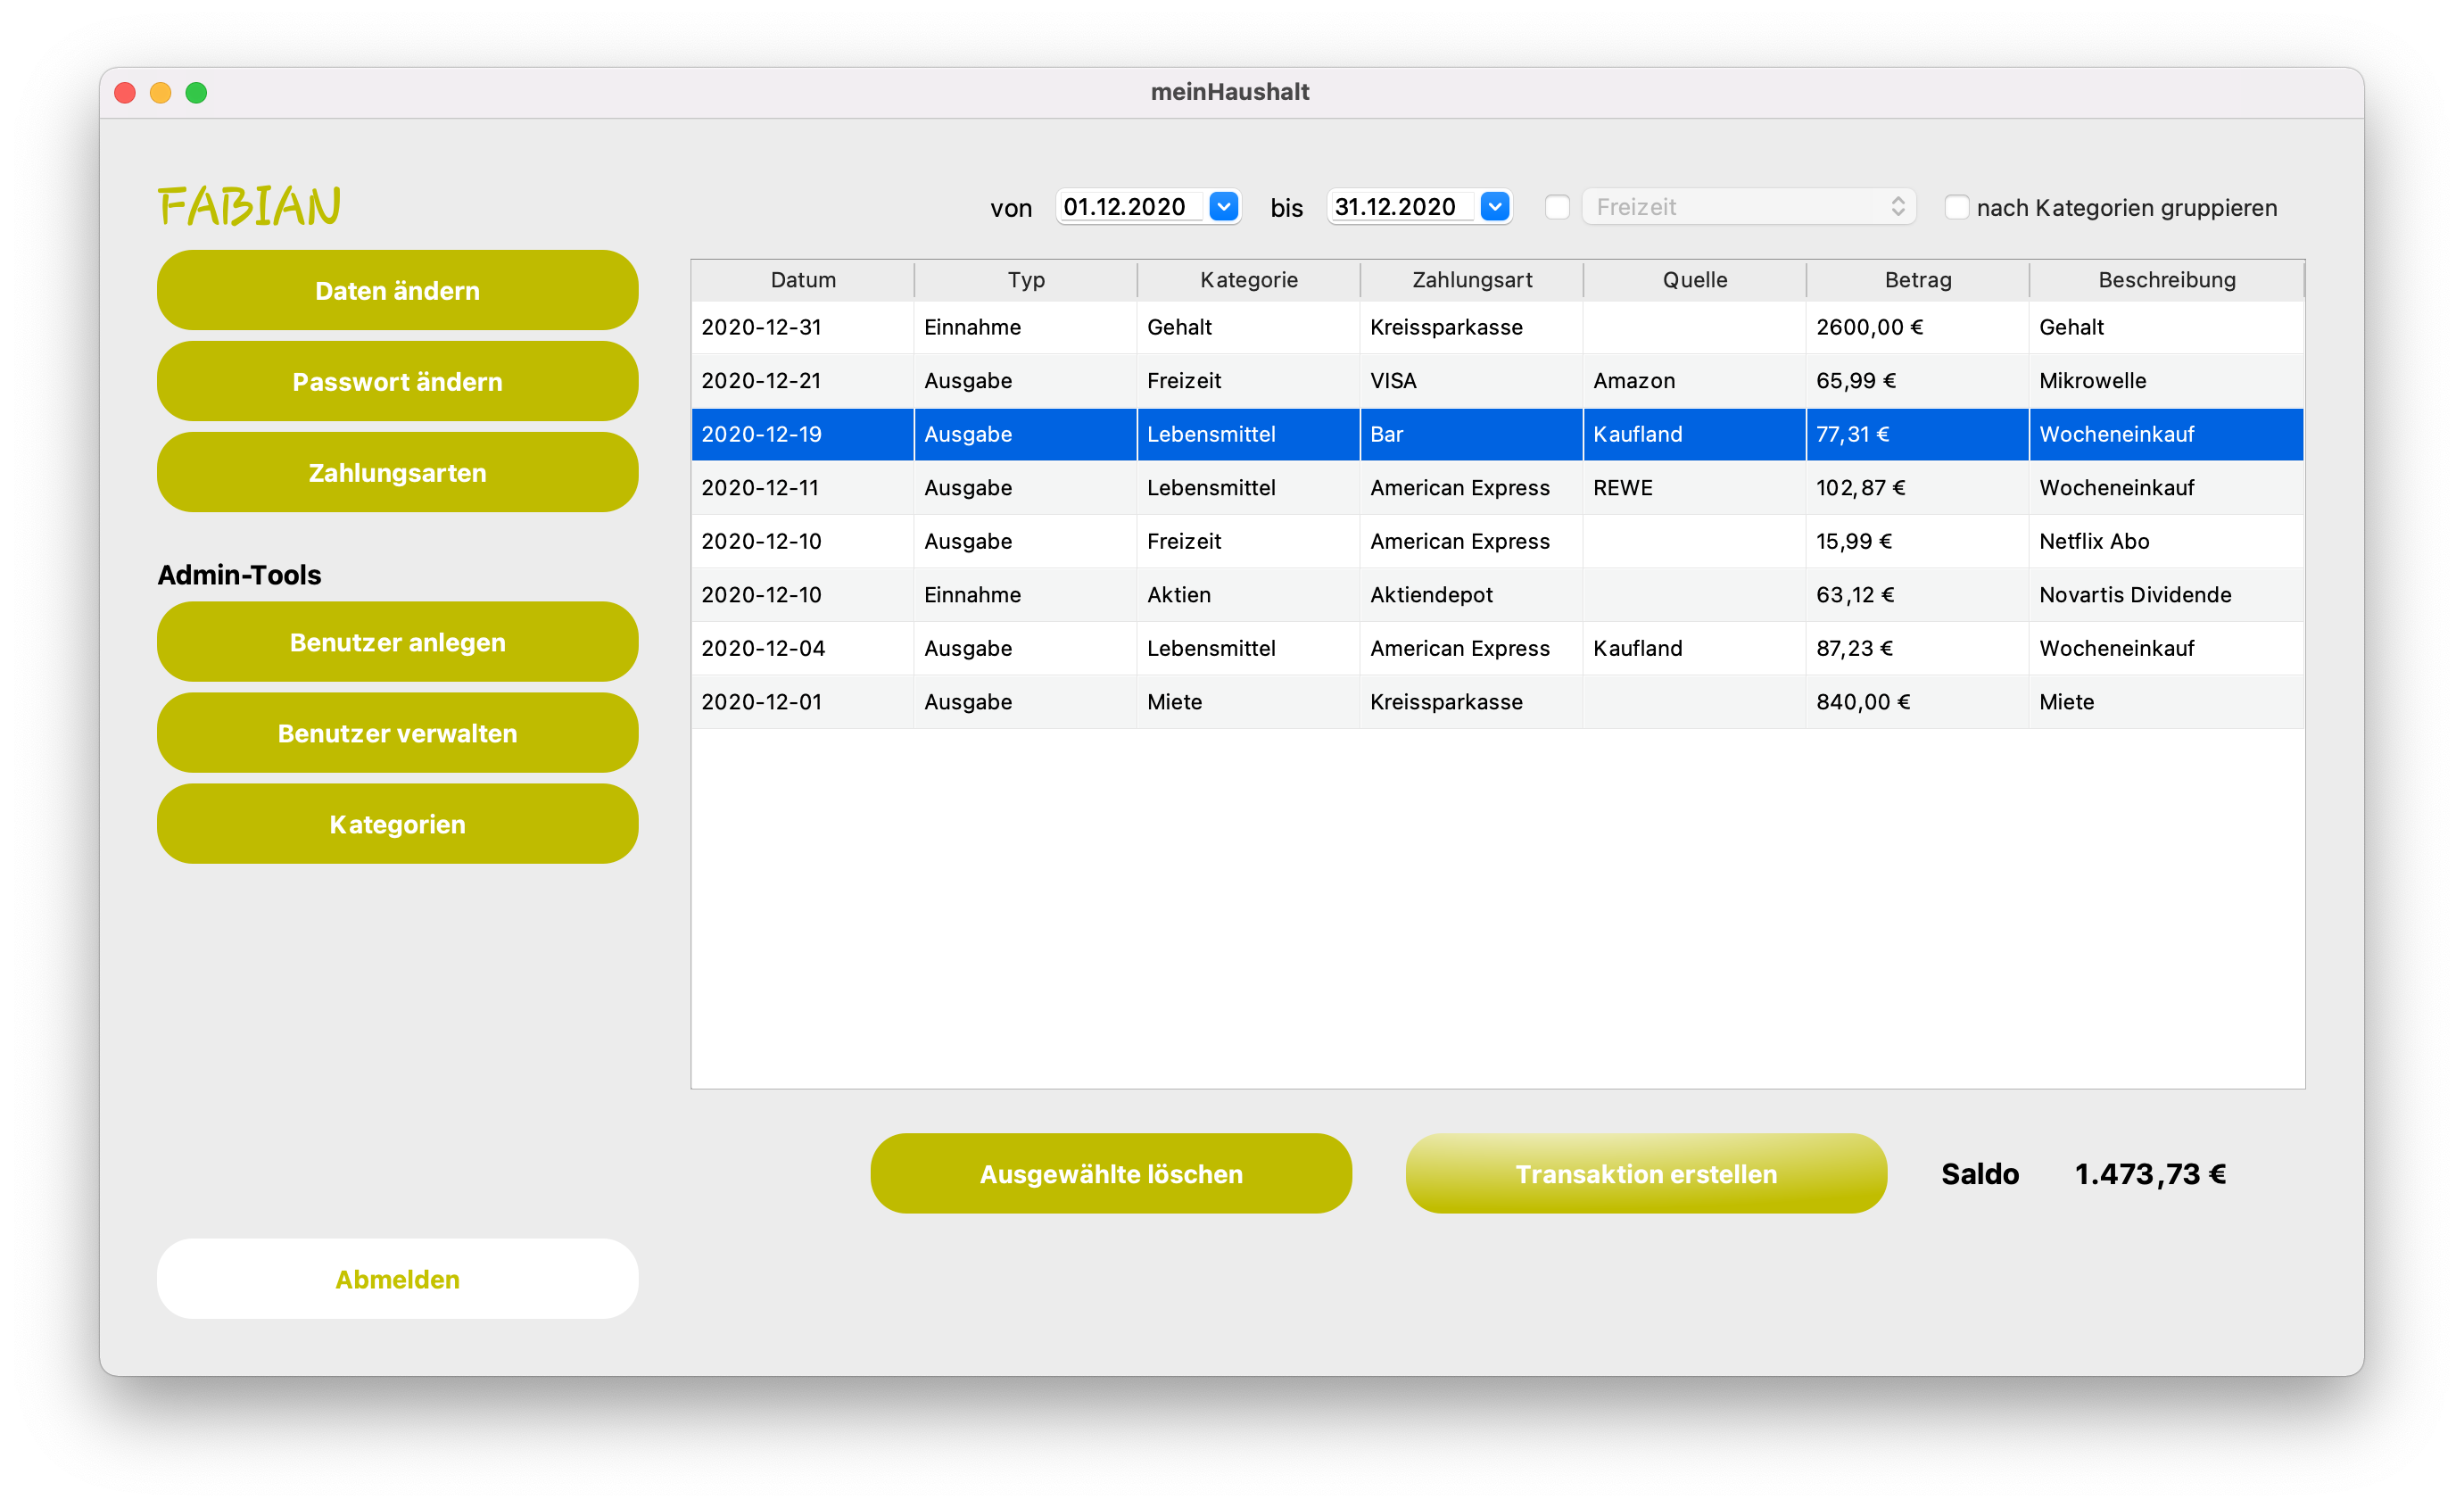 meinHaushalt
FABIAN
von 01.12.2020 bis 31.12.2020 Freizeit nach Kategorien gruppieren
Daten ändern
Passwort ändern
Zahlungsarten
Admin-Tools
Benutzer anlegen
Benutzer verwalten
Kategorien
Abmelden
Datum Typ Kategorie Zahlungsart Quelle Betrag Beschreibung
2020-12-31 Einnahme Gehalt Kreissparkasse 2600,00 € Gehalt
2020-12-21 Ausgabe Freizeit VISA Amazon 65,99 € Mikrowelle
2020-12-19 Ausgabe Lebensmittel Bar Kaufland 77,31 € Wocheneinkauf
2020-12-11 Ausgabe Lebensmittel American Express REWE 102,87 € Wocheneinkauf
2020-12-10 Ausgabe Freizeit American Express 15,99 € Netflix Abo
2020-12-10 Einnahme Aktien Aktiendepot 63,12 € Novartis Dividende
2020-12-04 Ausgabe Lebensmittel American Express Kaufland 87,23 € Wocheneinkauf
2020-12-01 Ausgabe Miete Kreissparkasse 840,00 € Miete
Ausgewählte löschen Transaktion erstellen Saldo 1.473,73 €